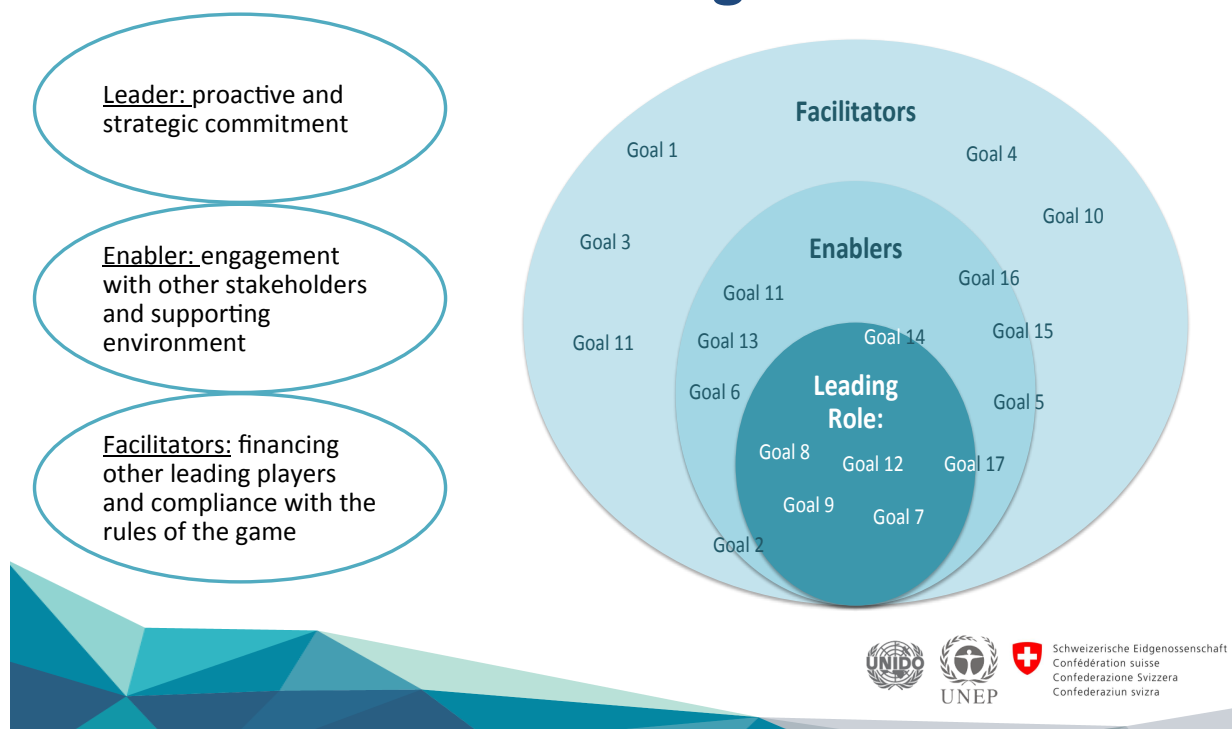 Leader: proactive and
strategic commitment
Enabler: engagement
with other stakeholders
and supporting
environment
Facilitators: financing
other leading players
and compliance with the
rules of the game
Facilitators
Goal 1
Goal 4
Goal 10
Goal 3
Enablers
Goal 16
Goal 11
Goal 15
Goal 11
Goal 13
Goal 14
Goal 6
Leading
Role:
Goal 5
Goal 8
Goal 12
Goal 17
Goal 9
Goal 7
Goal 2
UNIDO
UNEP
Schweizerische Eidgenossenschaft
Confédération suisse
Confederazione Svizzera
Confederaziun svizra